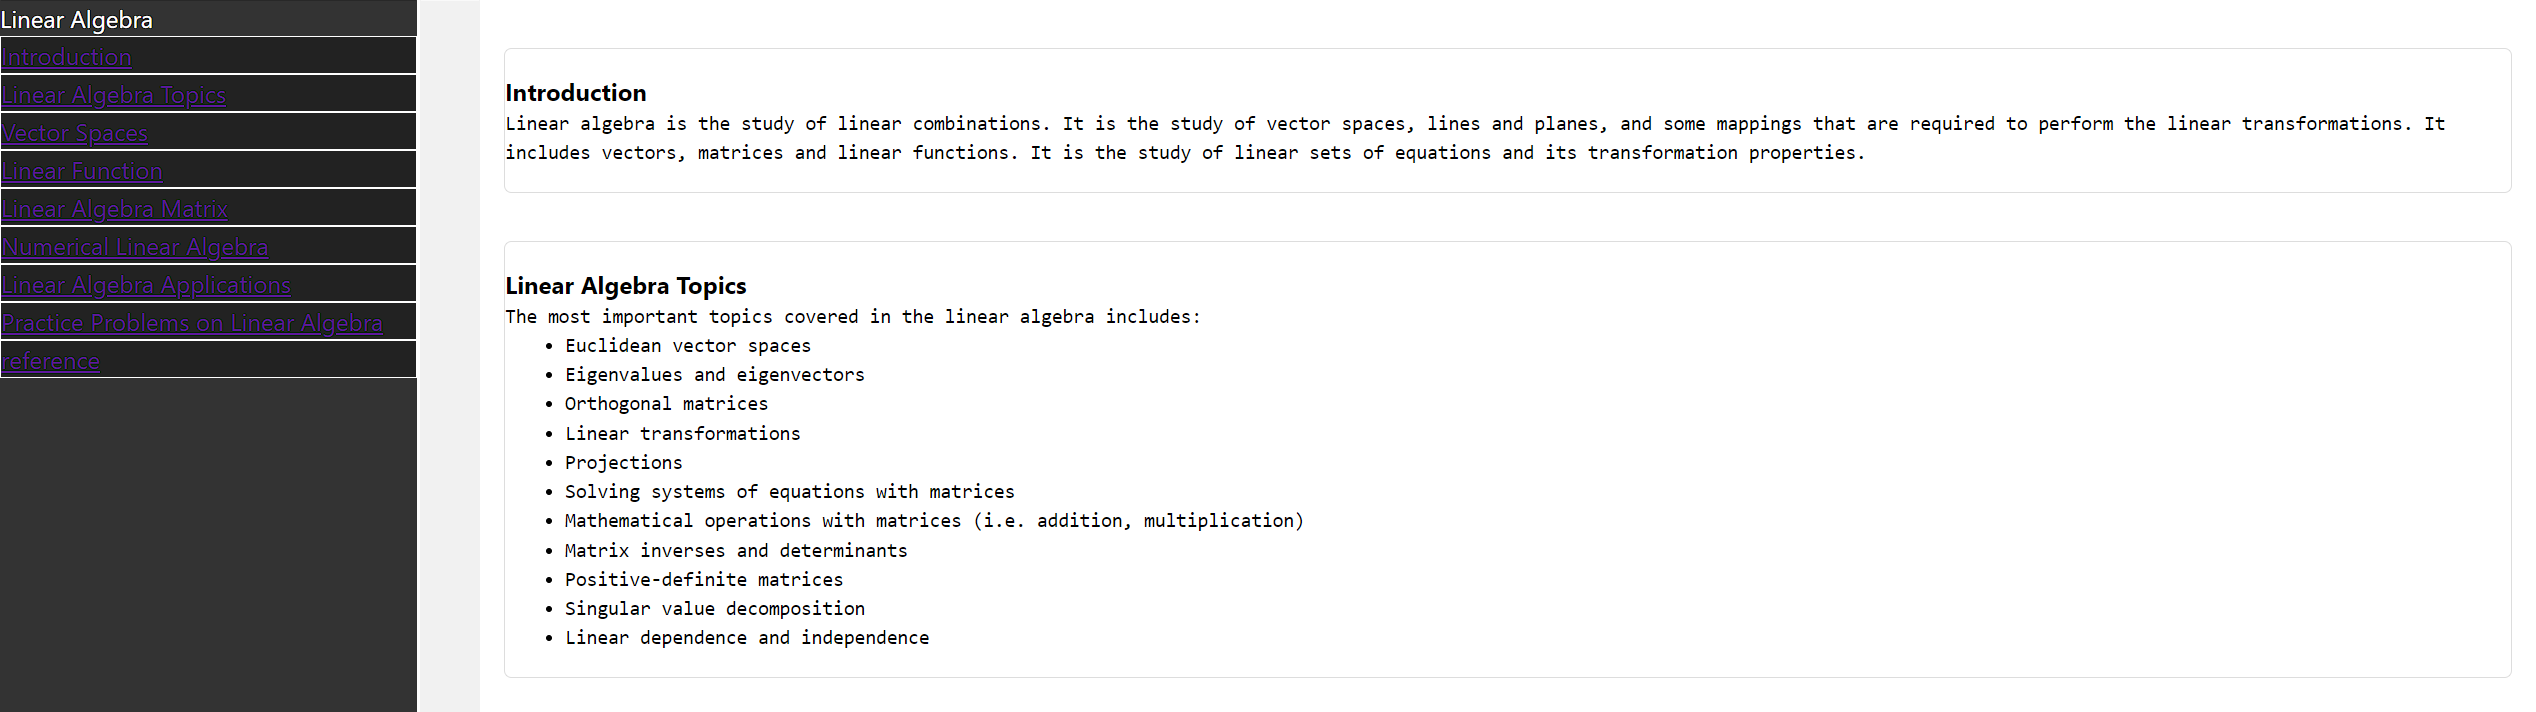 Linear Algebra
Introduction
Linear Algebra Topics
Vector Spaces
Linear Function
Linear Algebra Matrix
Numerical Linear Algebra
Linear Algebra Applications
Practice Problems on Linear Algebra
reference
Introduction
Linear algebra is the study of linear combinations. It is the study of vector spaces, lines and planes, and some mappings that are required to perform the linear transformations. It
includes vectors, matrices and linear functions. It is the study of linear sets of equations and its transformation properties.
Linear Algebra Topics
The most important topics covered in the linear algebra includes:
• Euclidean vector spaces
• Eigenvalues and eigenvectors
• Orthogonal matrices
• Linear transformations
• Projections
• Solving systems of equations with matrices
• Mathematical operations with matrices (i.e. addition, multiplication)
• Matrix inverses and determinants
• Positive-definite matrices
• Singular value decomposition
• Linear dependence and independence